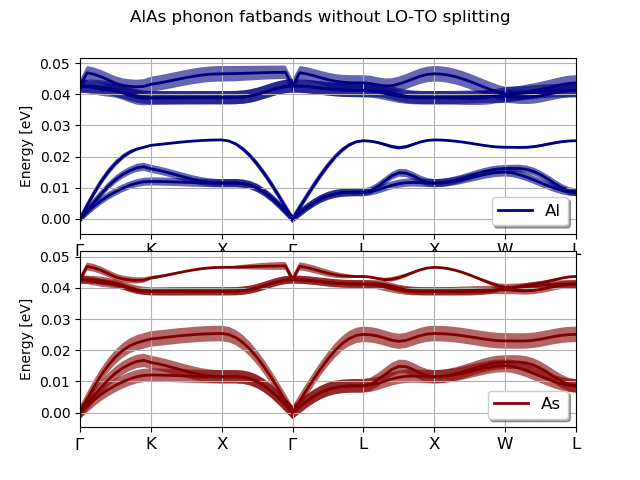 AlAs phonon fatbands without LO-TO splitting
0.05
0.04
0.03
0.02
0.01
0.00
Energy [eV]
Al
Γ K X Γ L X W L
0.05
0.04
0.03
0.02
0.01
0.00
Energy [eV]
As
Γ K X Γ L X W L